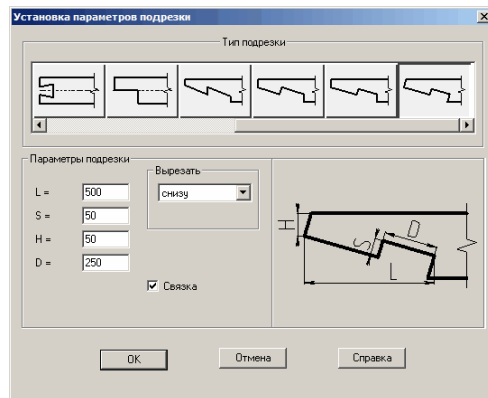 Установка параметров подрезки
Тип подрезки
Параметры подрезки
Вырезать
L = 500
снизу
S = 50
H = 50
D = 250
Связка
H
S
D
L
OK
Отмена
Справка